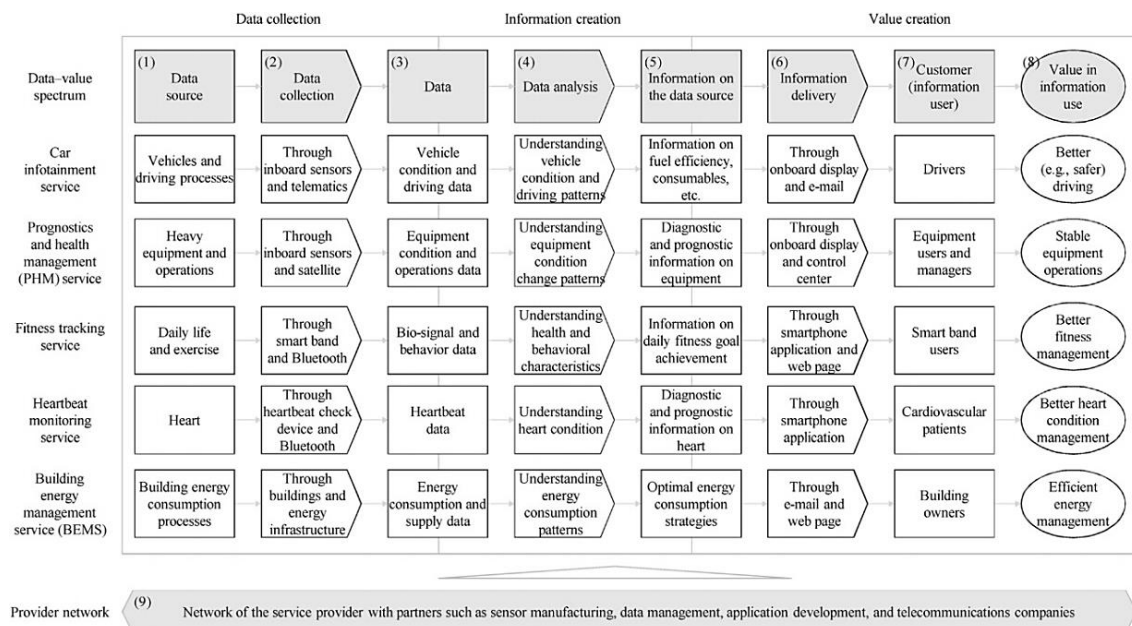 Data collection
Information creation
Value creation
Data–value
spectrum
(1)
Data
source
(2)
Data
collection
(3)
Data
(4)
Data analysis
(5)
Information on
the data source
(6)
Information
delivery
(7)
Customer
(information
user)
(8)
Value in
information
use
Car
infotainment
service
Vehicles and
driving processes
Through
inboard sensors
and telematics
Vehicle
condition and
driving data
Understanding
vehicle
condition and
driving patterns
Information on
fuel efficiency,
consumables,
etc.
Through
onboard display
and e-mail
Drivers
Better
(e.g., safer)
driving
Prognostics
and health
management
(PHM) service
Heavy
equipment and
operations
Through
inboard sensors
and satellite
Equipment
condition and
operations data
Understanding
equipment
condition
change patterns
Diagnostic
and prognostic
information on
equipment
Through
onboard display
and control
center
Equipment
users and
managers
Stable
equipment
operations
Fitness tracking
service
Daily life
and exercise
Through
smart band
and Bluetooth
Bio-signal and
behavior data
Understanding
health and
behavioral
characteristics
Information on
daily fitness goal
achievement
Through
smartphone
application and
web page
Smart band
users
Better
fitness
management
Heartbeat
monitoring
service
Heart
Through
heartbeat check
device and
Bluetooth
Heartbeat
data
Understanding
heart condition
Diagnostic
and prognostic
information on
heart
Through
smartphone
application
Cardiovascular
patients
Better heart
condition
management
Building
energy
management
service (BEMS)
Building energy
consumption
processes
Through
buildings and
energy
infrastructure
Energy
consumption and
supply data
Understanding
energy
consumption
patterns
Optimal energy
consumption
strategies
Through
e-mail and
web page
Building
owners
Efficient
energy
management
Provider network
(9)
Network of the service provider with partners such as sensor manufacturing, data management, application development, and telecommunications companies